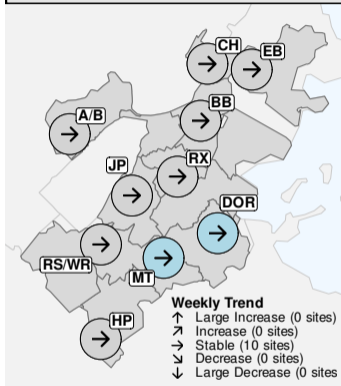 CH
EB
BB
A/B
RX
JP
DOR
RS/WR
MT
HP
Weekly Trend
↑ Large Increase (0 sites)
↗ Increase (0 sites)
→ Stable (10 sites)
↘ Decrease (0 sites)
↓ Large Decrease (0 sites